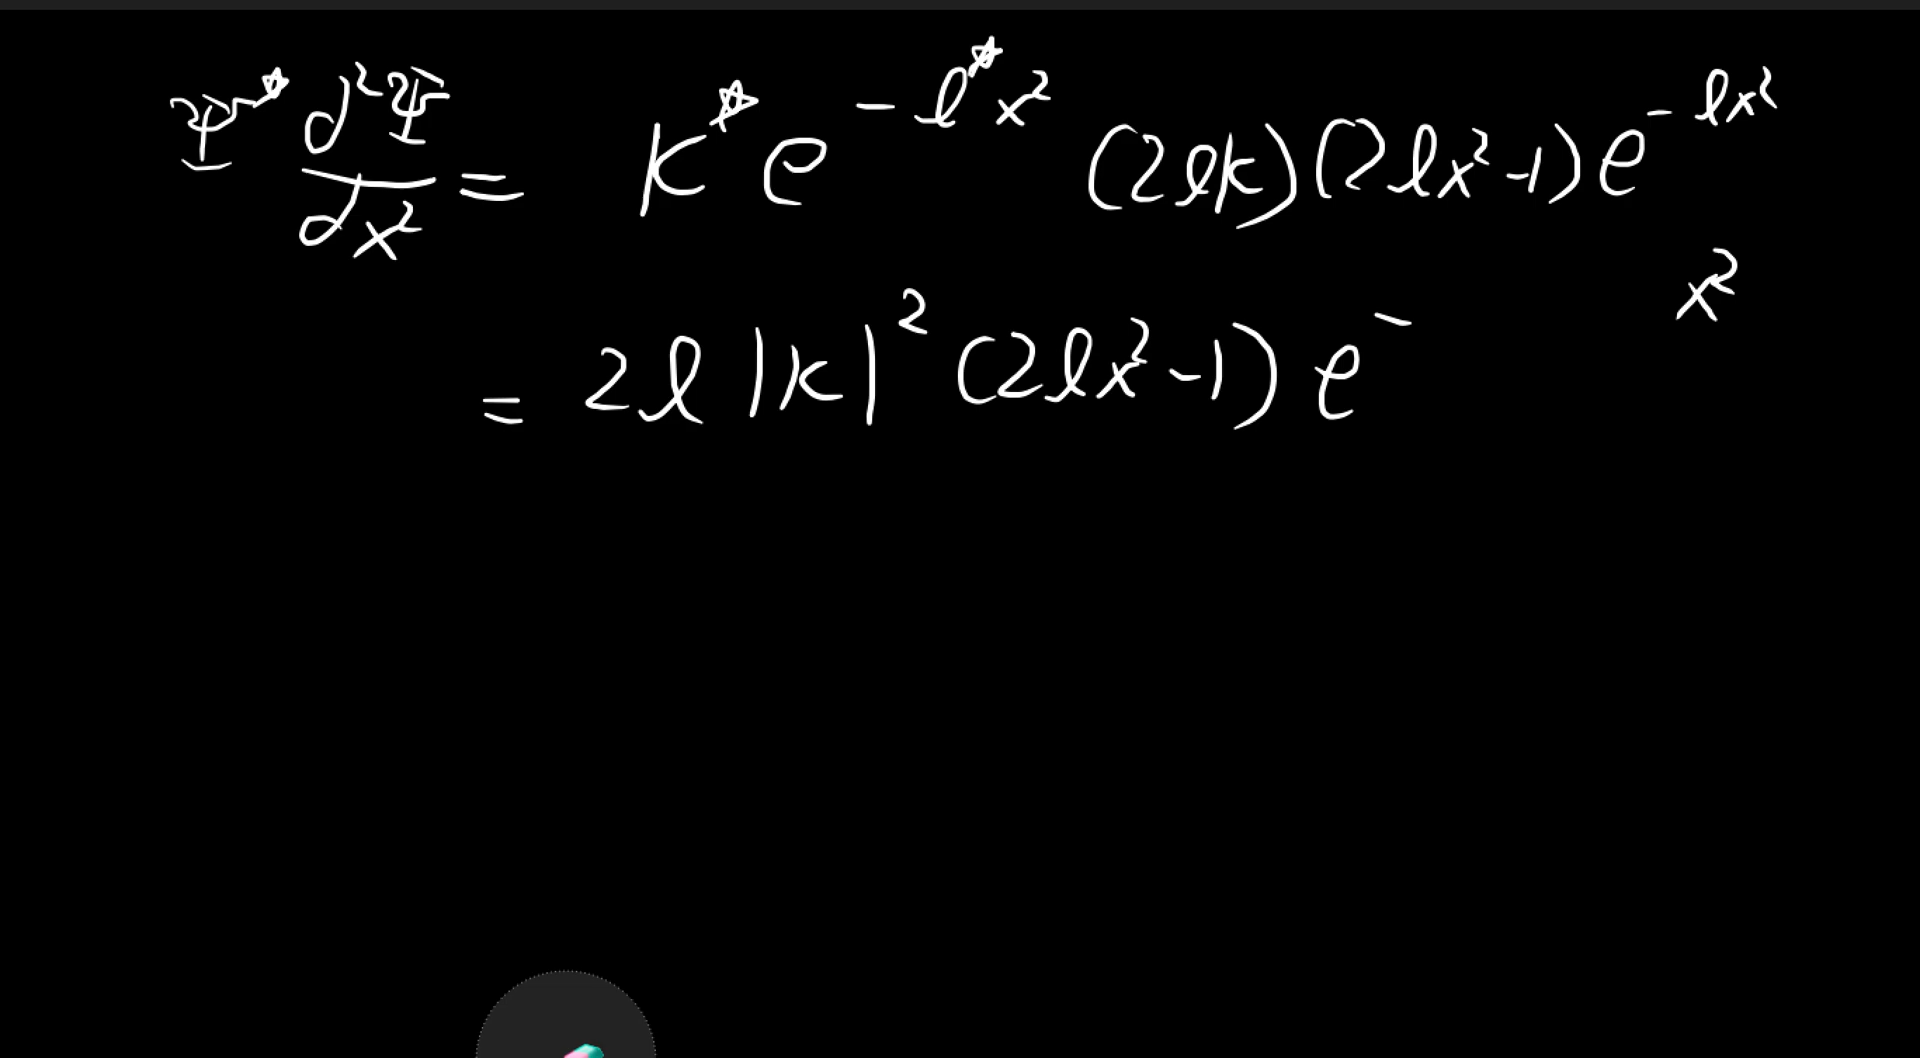 Ψ* d²Ψ/dx² = k* e^{-l* x²} (2lk)(2lx²-1) e^{-lx²}
= 2l |k|² (2lx²-1) e^{- x²}